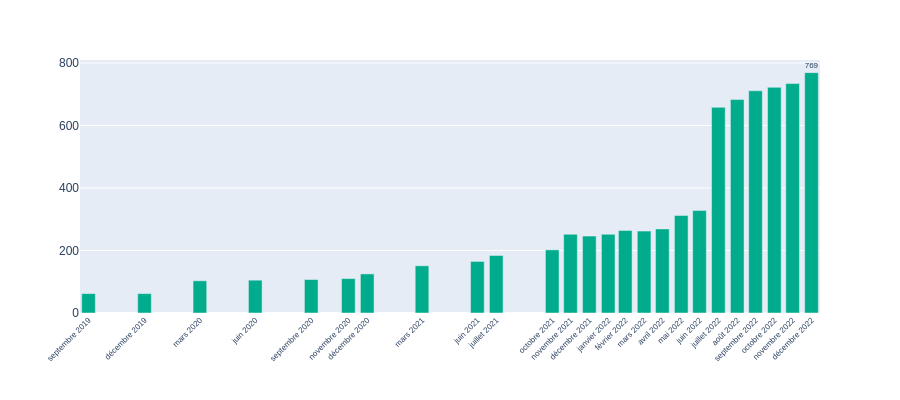 800
769
600
400
200
0
septembre 2019
décembre 2019
mars 2020
juin 2020
septembre 2020
novembre 2020
décembre 2020
mars 2021
juin 2021
juillet 2021
octobre 2021
novembre 2021
décembre 2021
janvier 2022
février 2022
mars 2022
avril 2022
mai 2022
juin 2022
juillet 2022
août 2022
septembre 2022
octobre 2022
novembre 2022
décembre 2022